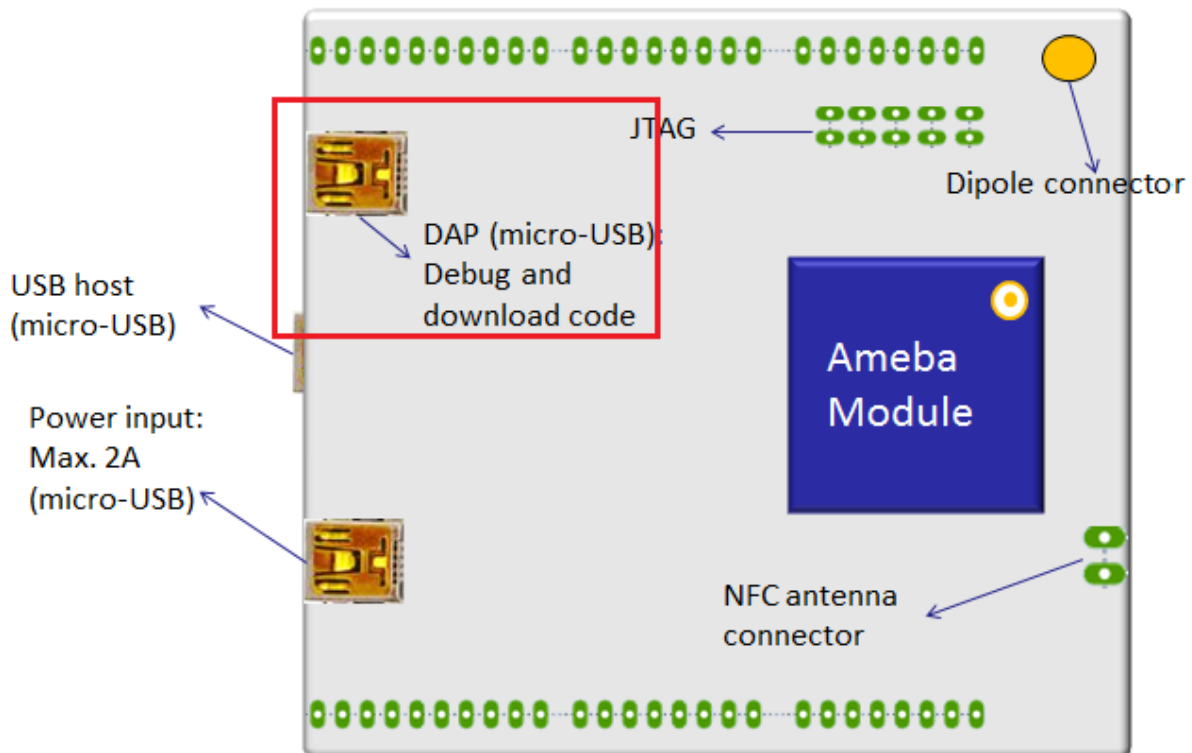 JTAG
Dipole connector
DAP (micro-USB):
Debug and
download code
USB host
(micro-USB)
Ameba
Module
Power input:
Max. 2A
(micro-USB)
NFC antenna
connector